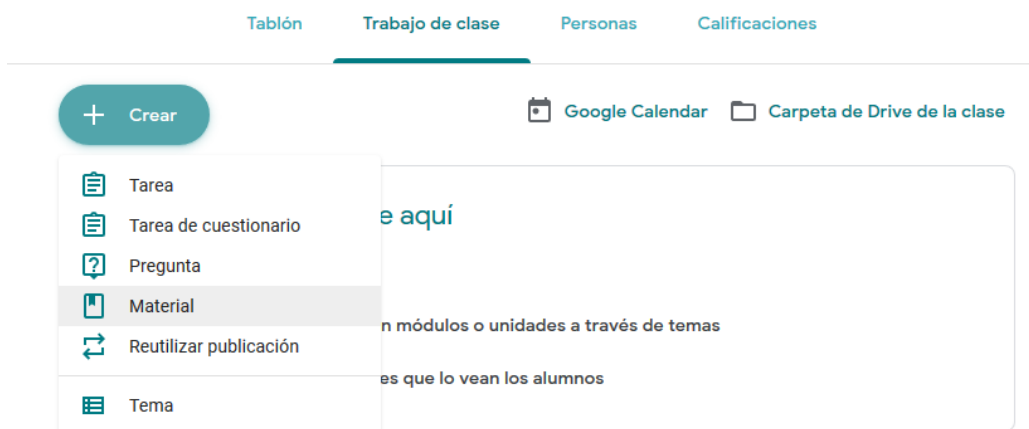 Tablón Trabajo de clase Personas Calificaciones
Crear Google Calendar Carpeta de Drive de la clase
Tarea
e aquí
Tarea de cuestionario
Pregunta
Material
n módulos o unidades a través de temas
Reutilizar publicación
es que lo vean los alumnos
Tema